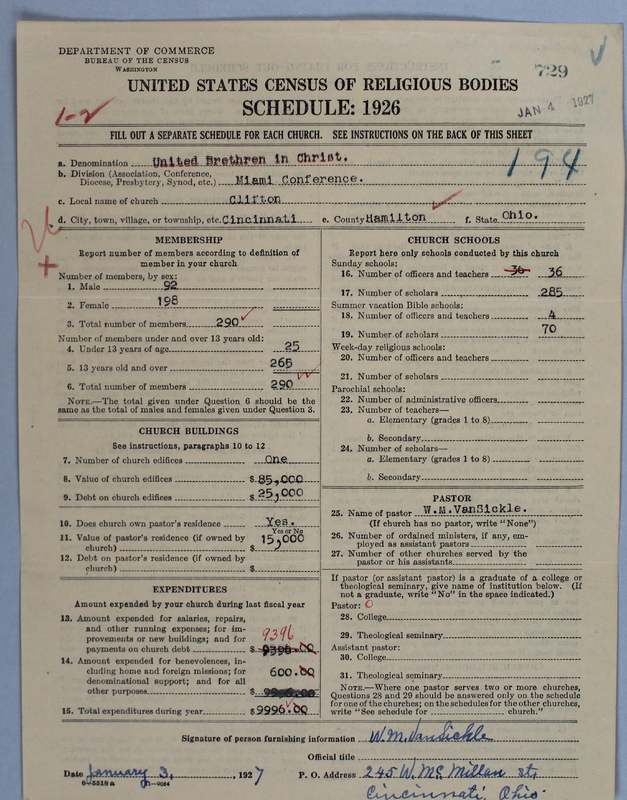 DEPARTMENT OF COMMERCE
BUREAU OF THE CENSUS
WASHINGTON
729
UNITED STATES CENSUS OF RELIGIOUS BODIES
SCHEDULE: 1926
1-2
JAN 4 1927
FILL OUT A SEPARATE SCHEDULE FOR EACH CHURCH. SEE INSTRUCTIONS ON THE BACK OF THIS SHEET
a. Denomination United Brethren in Christ.
194
b. Division (Association, Conference, Diocese, Presbytery, Synod, etc.) Miami Conference.
c. Local name of church Clifton
d. City, town, village, or township, etc. Cincinnati e. County Hamilton f. State Ohio.
MEMBERSHIP
Report number of members according to definition of
member in your church
Number of members, by sex:
1. Male 92
2. Female 198
3. Total number of members 290
Number of members under and over 13 years old:
4. Under 13 years of age 25
5. 13 years old and over 265
6. Total number of members 290
NOTE.—The total given under Question 6 should be
same as the total of males and females given under Question 3.
CHURCH BUILDINGS
See instructions, paragraphs 10 to 12
7. Number of church edifices One
8. Value of church edifices $ 85,000
9. Debt on church edifices $ 25,000
10. Does church own pastor's residence Yes.
Yes or No
11. Value of pastor's residence (if owned by
church) $ 15,000
12. Debt on pastor's residence (if owned by
church) $
EXPENDITURES
Amount expended by your church during last fiscal year
13. Amount expended for salaries, repairs,
and other running expenses; for im-
provements or new buildings; and for
payments on church debt $ 9396.00
9396
14. Amount expended for benevolences, in-
cluding home and foreign missions; for
denominational support; and for all
other purposes $ 600.00
9996.00
15. Total expenditures during year $ 9996.00
CHURCH SCHOOLS
Report here only schools conducted by this church
Sunday schools:
16. Number of officers and teachers 36 36
17. Number of scholars 285
Summer vacation Bible schools:
18. Number of officers and teachers 4
19. Number of scholars 70
Week-day religious schools:
20. Number of officers and teachers
21. Number of scholars
Parochial schools:
22. Number of administrative officers
23. Number of teachers—
a. Elementary (grades 1 to 8)
b. Secondary
24. Number of scholars—
a. Elementary (grades 1 to 8)
b. Secondary
PASTOR
25. Name of pastor W.M.VanSickle.
(If church has no pastor, write "None")
26. Number of ordained ministers, if any, em-
ployed as assistant pastors
27. Number of other churches served by the
pastor or his assistants
If pastor (or assistant pastor) is a graduate of a college or
theological seminary, give name of institution below. (If
not a graduate, write "No" in the space indicated.)
Pastor: 0
28. College
29. Theological seminary
Assistant pastor:
30. College
31. Theological seminary
NOTE.—Where one pastor serves two or more churches,
Questions 28 and 29 should be answered only on the schedule
for one of the churches; on the schedules for the other churches,
write "See schedule for church."
Signature of person furnishing information W.M. VanSickle
Official title
Date January 3, , 1927 P. O. Address 245 W. Mc Millan st,
8-5518a 11-9084
Cincinnati, Ohio.